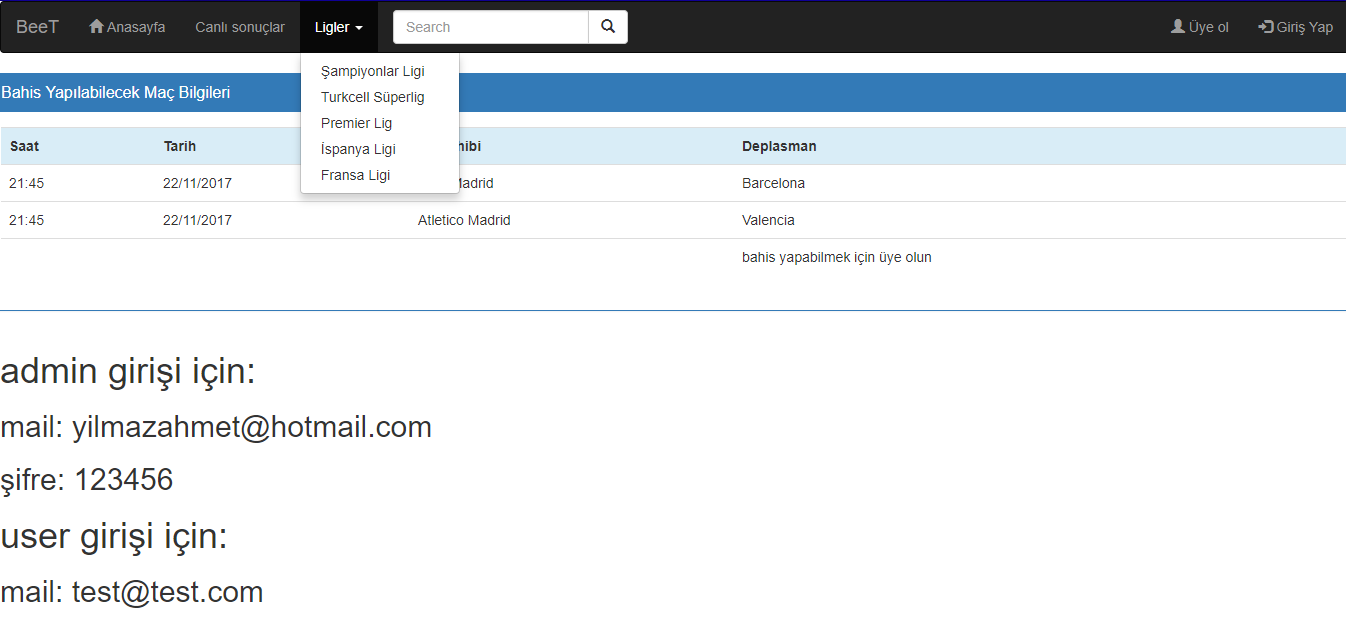 BeeT Anasayfa Canlı sonuçlar Ligler Search Üye ol Giriş Yap
Şampiyonlar Ligi
Turkcell Süperlig
Premier Lig
İspanya Ligi
Fransa Ligi
Bahis Yapılabilecek Maç Bilgileri
Saat Tarih Deplasman
21:45 22/11/2017 Madrid Barcelona
21:45 22/11/2017 Atletico Madrid Valencia
bahis yapabilmek için üye olun
admin girişi için:
mail: yilmazahmet@hotmail.com
şifre: 123456
user girişi için:
mail: test@test.com